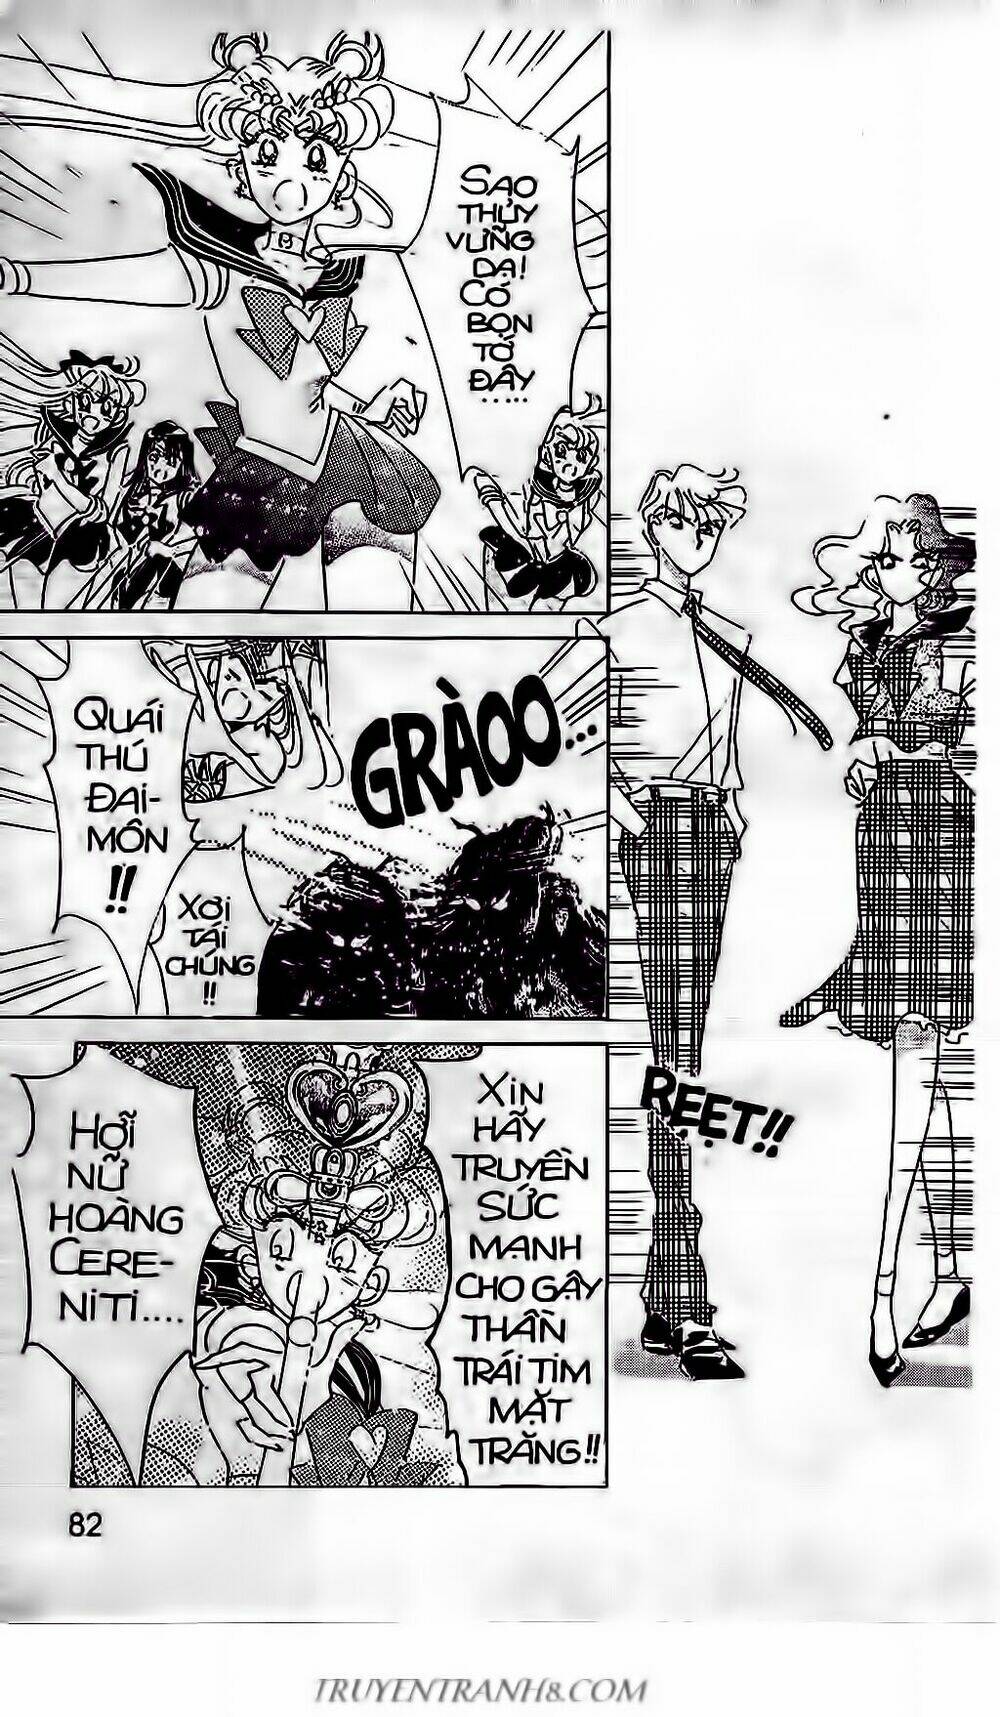 SAO
THỦY
VỮNG
DẠ!
CÓ
BỌN
TỚ
ĐÂY
......
QUÁI
THÚ
ĐAI-
MÔN
!!
XƠI
TÁI
CHÚNG
!!
GRÀOO...
REẸT!!
HỠI
NỮ
HOÀNG
CERE-
NITI....
XIN
HÃY
TRUYỀN
SỨC
MẠNH
CHO GẬY
THẦN
TRÁI TIM
MẶT
TRĂNG!!
82
TRUYENTRANH8.COM